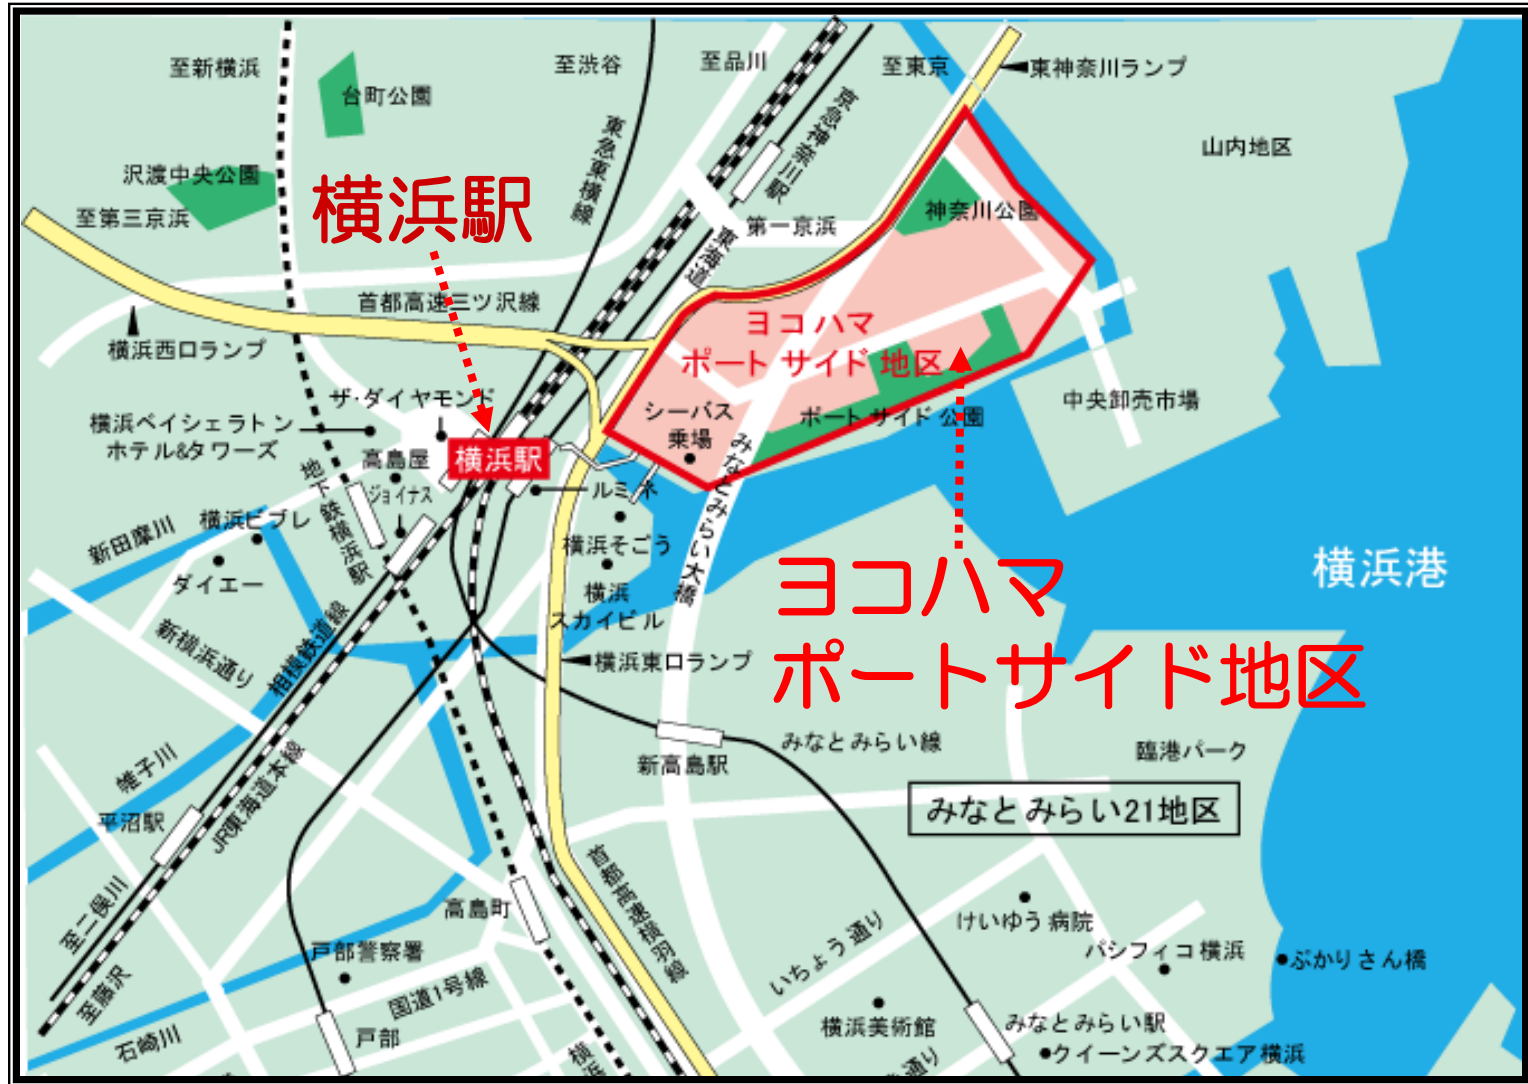 至新横浜
台町公園
至渋谷
至品川
至東京
東神奈川ランプ
東急東横線
京急神奈川駅
山内地区
沢渡中央公園
至第三京浜
横浜駅
第一京浜
東海道
神奈川公園
首都高速三ツ沢線
横浜西口ランプ
ヨコハマ
ポートサイド地区
ザ・ダイヤモンド
横浜ベイシェラトン
ホテル&タワーズ
シーバス
乗場
ポートサイド公園
中央卸売市場
高島屋
横浜駅
ジョイナス
ルミネ
地下鉄横浜駅
みなとみらい大橋
新田摩川
横浜ビブレ
ダイエー
横浜そごう
横浜
スカイビル
ヨコハマ
ポートサイド地区
横浜港
新横浜通り
相模鉄道線
横浜東口ランプ
JR東海道本線
帷子川
平沼駅
新高島駅
みなとみらい線
臨港パーク
みなとみらい21地区
至二俣川
至藤沢
高島町
首都高速横羽線
戸部警察署
国道1号線
石崎川
戸部
いちょう通り
けいゆう病院
パシフィコ横浜
ぷかりさん橋
横浜美術館
みなとみらい駅
クイーンズスクエア横浜
通り
横浜